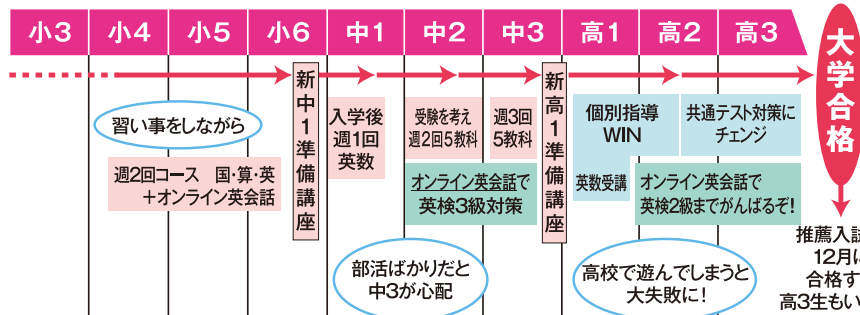 小3 小4 小5 小6 中1 中2 中3 高1 高2 高3
大学合格
習い事をしながら
週2回コース 国・算・英
+オンライン英会話
新中1準備講座
入学後
週1回
英数
受験を考え
週2回5教科
週3回
5教科
オンライン英会話で
英検3級対策
部活ばかりだと
中3が心配
新高1準備講座
個別指導
WIN
英数受講
共通テスト対策に
チェンジ
オンライン英会話で
英検2級までがんばるぞ!
高校で遊んでしまうと
大失敗に!
推薦入試
12月に
合格す
高3生もい